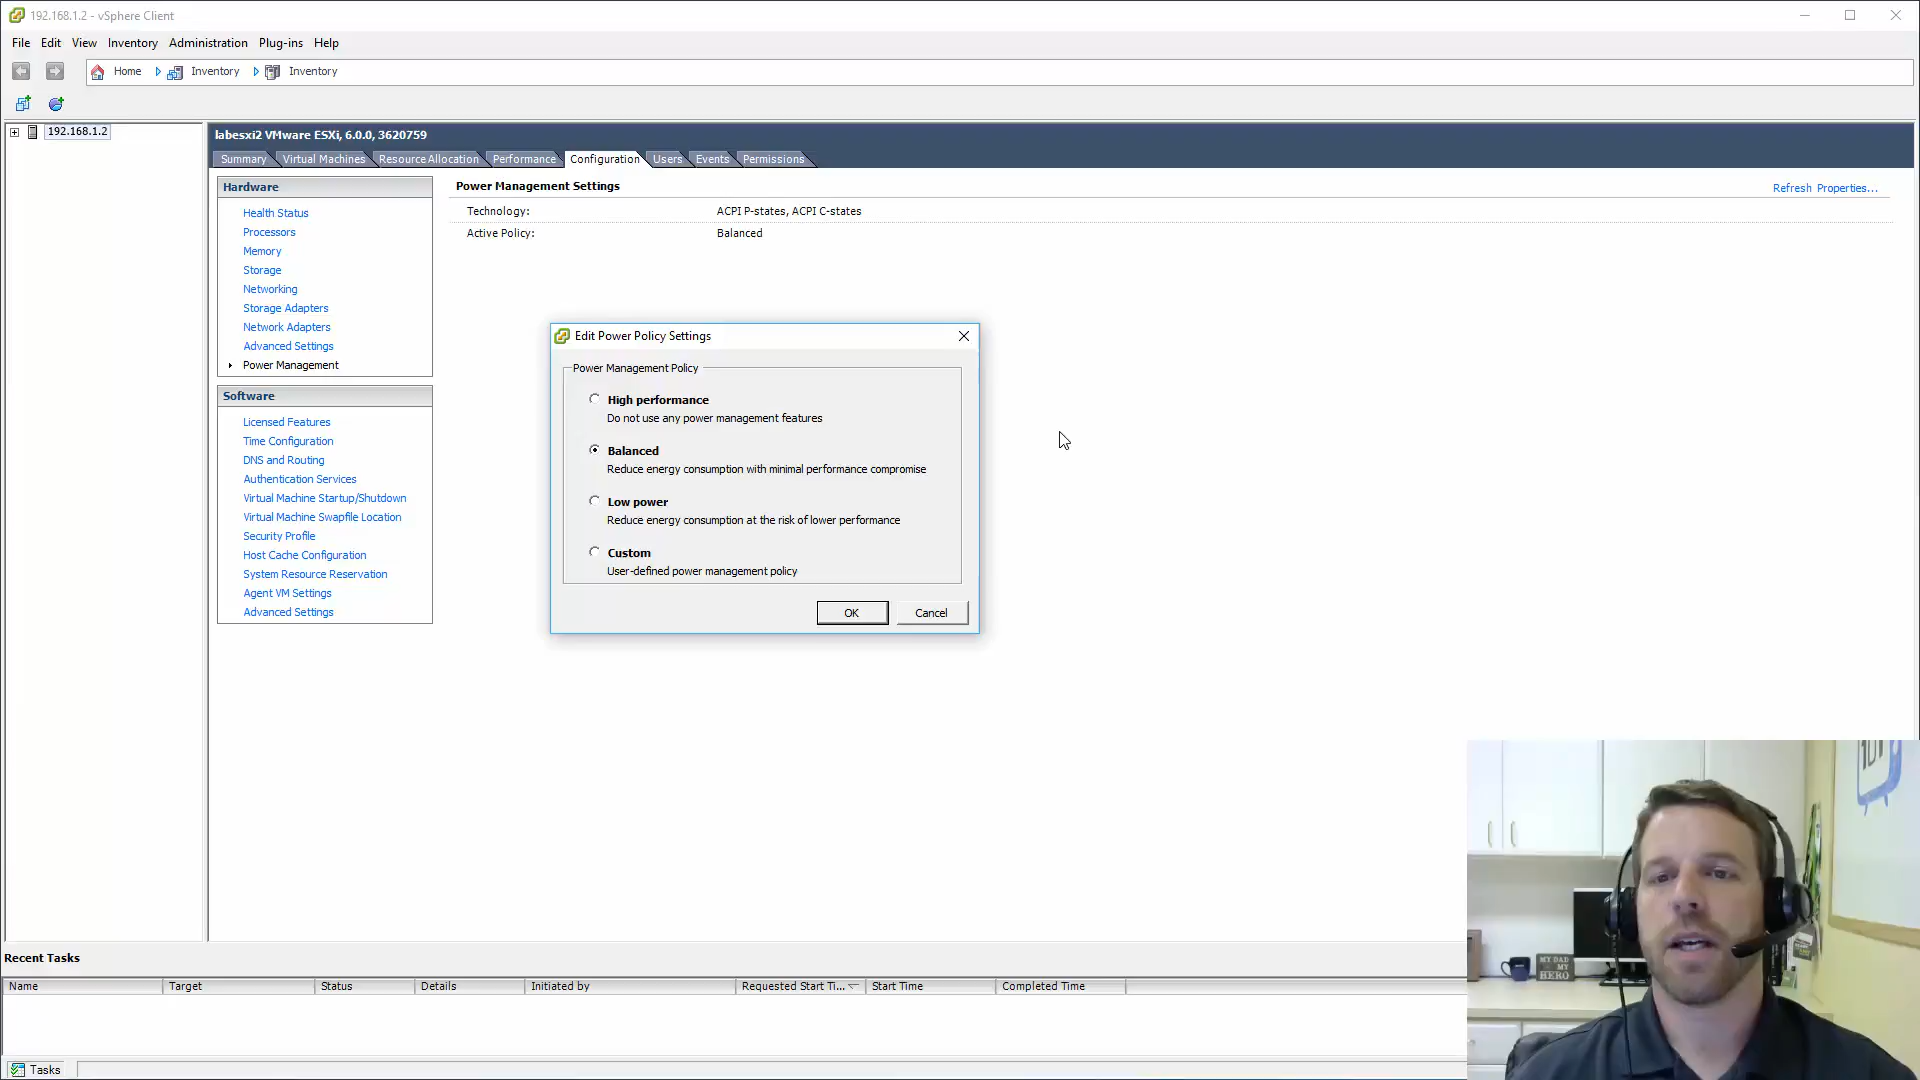 192.168.1.2 - vSphere Client
File Edit View Inventory Administration Plug-ins Help
Home Inventory Inventory
192.168.1.2
labesxi2 VMware ESXi, 6.0.0, 3620759
Summary Virtual Machines Resource Allocation Performance Configuration Users Events Permissions
Hardware
Health Status
Processors
Memory
Storage
Networking
Storage Adapters
Network Adapters
Advanced Settings
Power Management
Software
Licensed Features
Time Configuration
DNS and Routing
Authentication Services
Virtual Machine Startup/Shutdown
Virtual Machine Swapfile Location
Security Profile
Host Cache Configuration
System Resource Reservation
Agent VM Settings
Advanced Settings
Power Management Settings
Refresh Properties...
Technology: ACPI P-states, ACPI C-states
Active Policy: Balanced
Edit Power Policy Settings
Power Management Policy
High performance
Do not use any power management features
Balanced
Reduce energy consumption with minimal performance compromise
Low power
Reduce energy consumption at the risk of lower performance
Custom
User-defined power management policy
OK Cancel
Recent Tasks
Name Target Status Details Initiated by Requested Start Ti... Start Time Completed Time
Tasks
MY DAD
MY
HERO